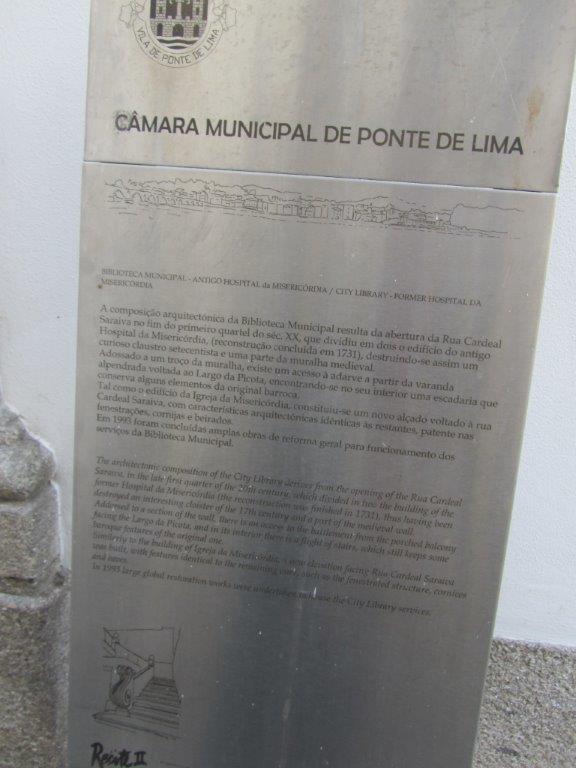 VILA DE PONTE DE LIMA
CÂMARA MUNICIPAL DE PONTE DE LIMA
BIBLIOTECA MUNICIPAL - ANTIGO HOSPITAL da MISERICÓRDIA / CITY LIBRARY - FORMER HOSPITAL DA
MISERICÓRDIA
A composição arquitectónica da Biblioteca Municipal resulta da abertura da Rua Cardeal
Saraiva no fim do primeiro quartel do séc. XX, que dividiu em dois o edifício do antigo
Hospital da Misericórdia, (reconstrução concluída em 1731), destruindo-se assim um
curioso claustro setecentista e uma parte da muralha medieval.
Adossado a um troço da muralha, existe um acesso à adarve a partir da varanda
alpendrada voltada ao Largo da Picota, encontrando-se no seu interior uma escadaria que
conserva alguns elementos da original barroca.
Tal como o edifício da Igreja da Misericórdia, constituiu-se um novo alçado voltado à rua
Cardeal Saraiva, com características arquitectónicas idênticas às restantes, patente nas
fenestrações, cornijas e beirados.
Em 1993 foram concluídas amplas obras de reforma geral para funcionamento dos
serviços da Biblioteca Municipal.
The architectonic composition of the City Library derives from the opening of the Rua Cardeal
Saraiva, in the late first quarter of the 20th century, which divided in two the building of the
former Hospital da Misericórdia (the reconstruction was finished in 1732), thus having been
destroyed an interesting cloister of the 17th century and a part of the medieval wall.
Addorsed to a section of the wall, there is an access to the battlement from the porched balcony
facing the Largo da Picota, and in its interior there is a flight of stairs, which still keeps some
baroque features of the original one.
Similarly to the building of Igreja da Misericórdia, a new elevation facing Rua Cardeal Saraiva
was built, with features identical to the remaining ones, such as the fenestrated structure, cornices
and eaves.
In 1993 large global restoration works were undertaken to house the City Library services.
II